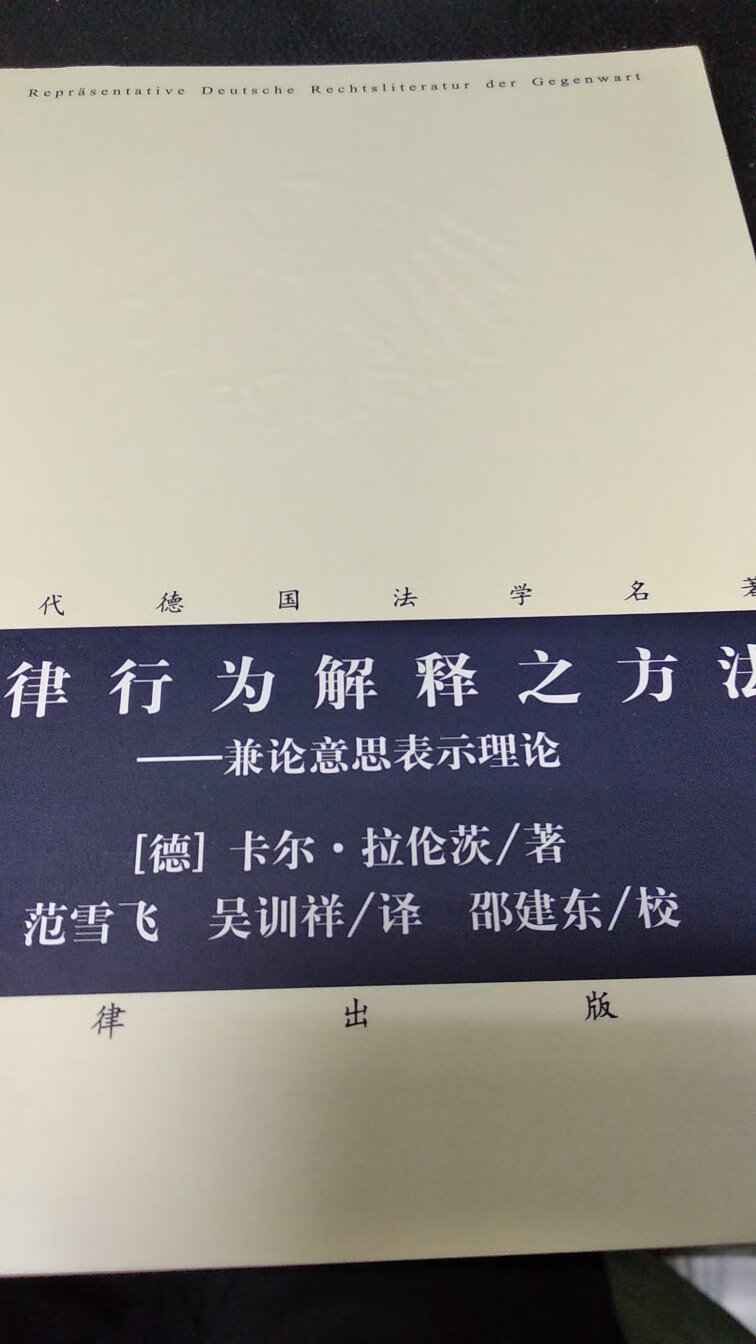 Repräsentative Deutsche Rechtsliteratur der Gegenwart
代德国法学名著
律行为解释之方法
——兼论意思表示理论
[德] 卡尔·拉伦茨/著
范雪飞 吴训祥/译 邵建东/校
律出版